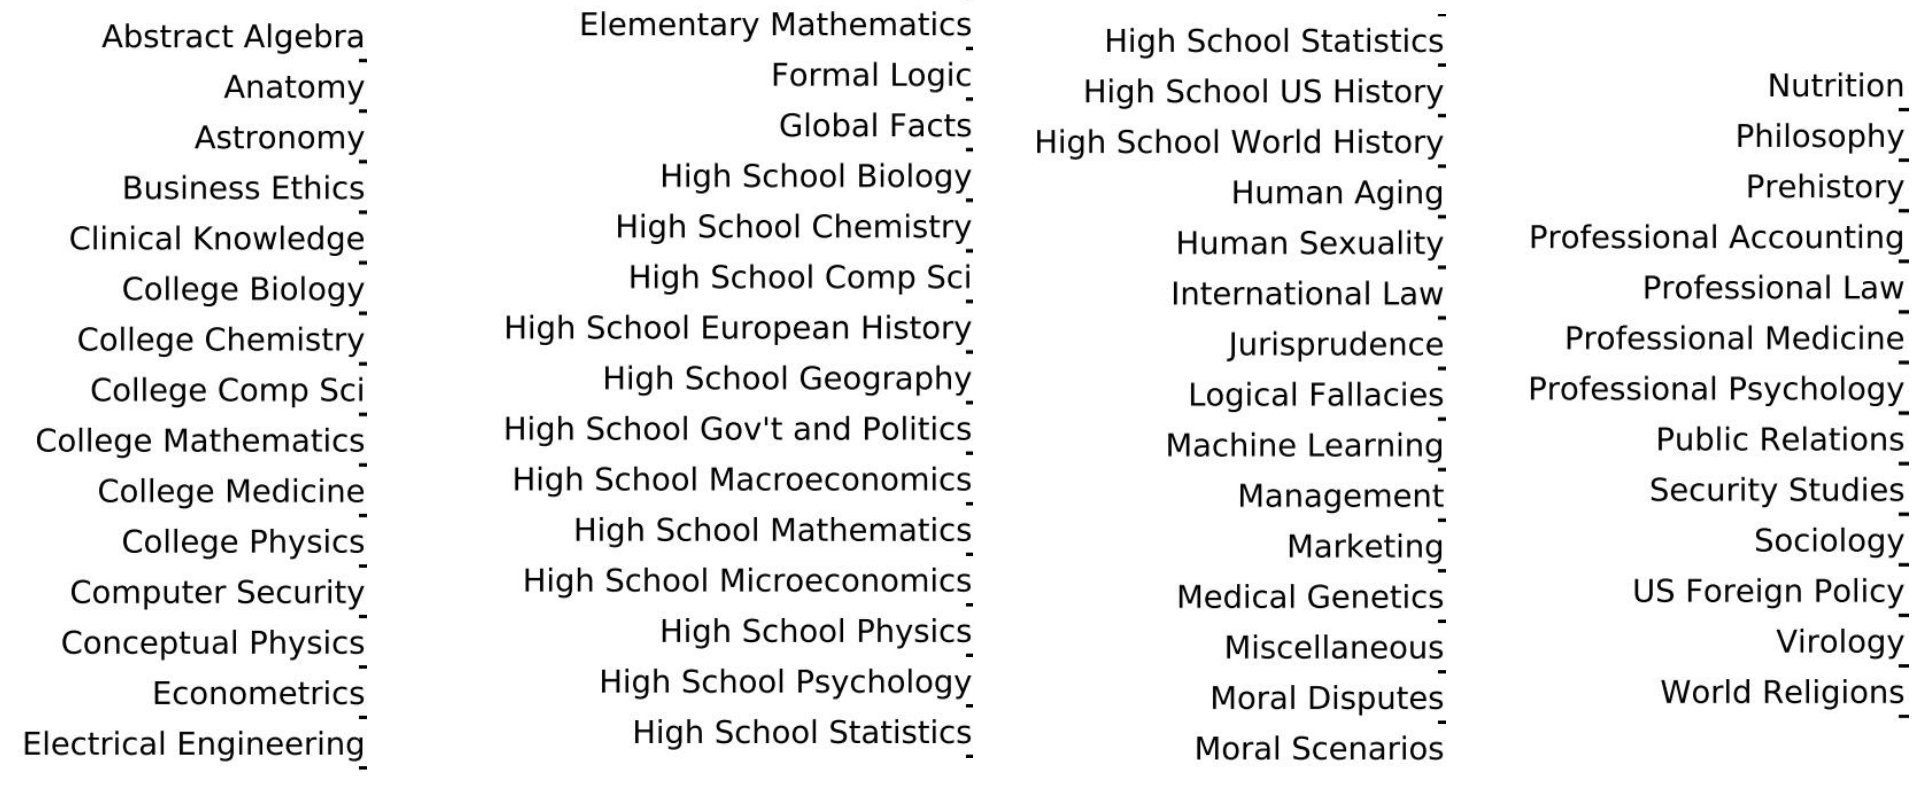 Abstract Algebra
Anatomy
Astronomy
Business Ethics
Clinical Knowledge
College Biology
College Chemistry
College Comp Sci
College Mathematics
College Medicine
College Physics
Computer Security
Conceptual Physics
Econometrics
Electrical Engineering
Elementary Mathematics
Formal Logic
Global Facts
High School Biology
High School Chemistry
High School Comp Sci
High School European History
High School Geography
High School Gov't and Politics
High School Macroeconomics
High School Mathematics
High School Microeconomics
High School Physics
High School Psychology
High School Statistics
High School Statistics
High School US History
High School World History
Human Aging
Human Sexuality
International Law
Jurisprudence
Logical Fallacies
Machine Learning
Management
Marketing
Medical Genetics
Miscellaneous
Moral Disputes
Moral Scenarios
Nutrition
Philosophy
Prehistory
Professional Accounting
Professional Law
Professional Medicine
Professional Psychology
Public Relations
Security Studies
Sociology
US Foreign Policy
Virology
World Religions